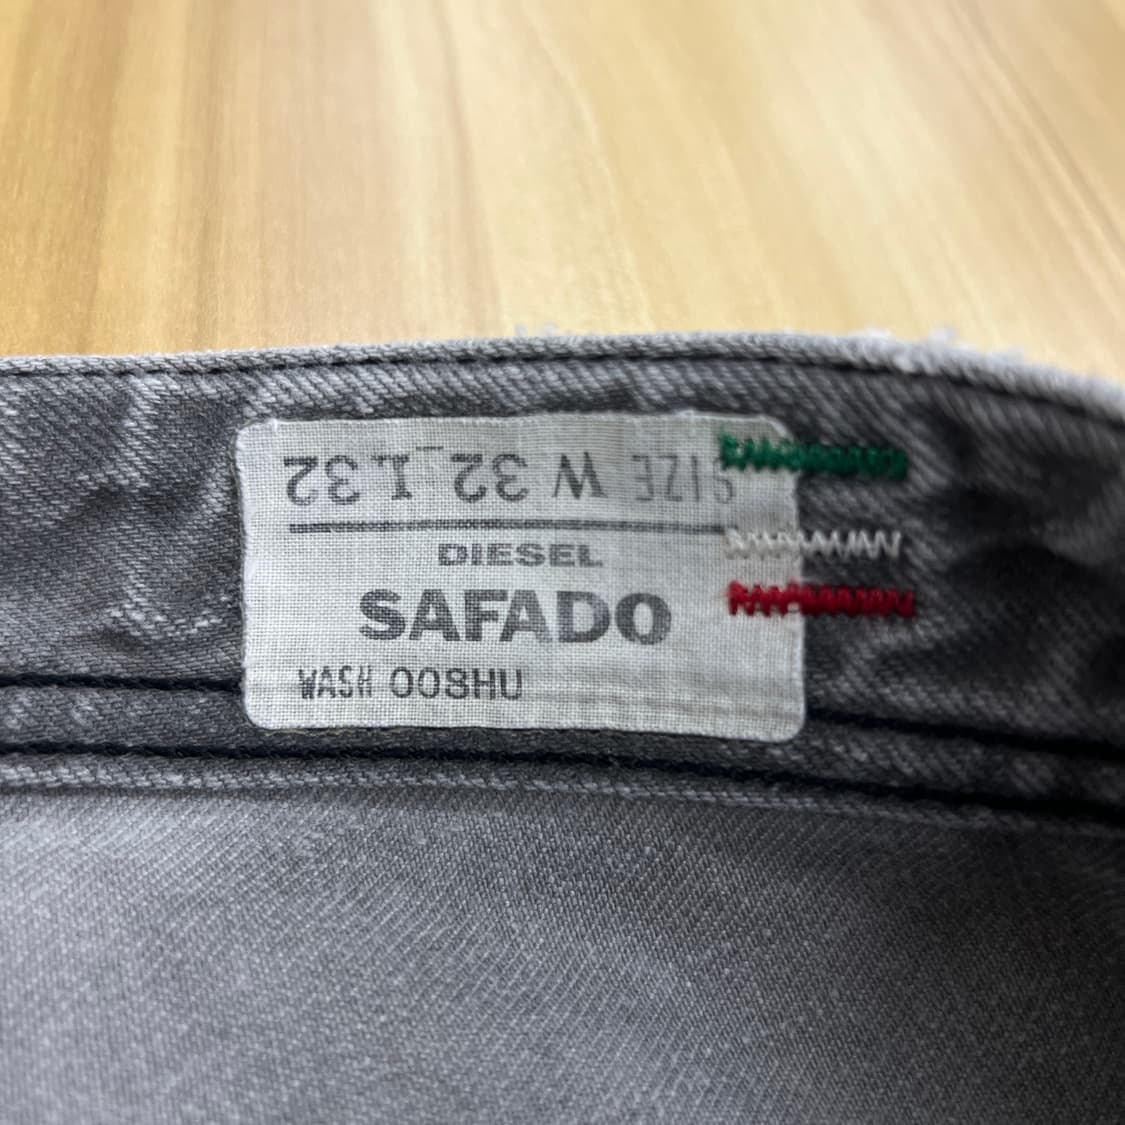 SIZE W 32 L 32
DIESEL
SAFADO
WASH 008HU